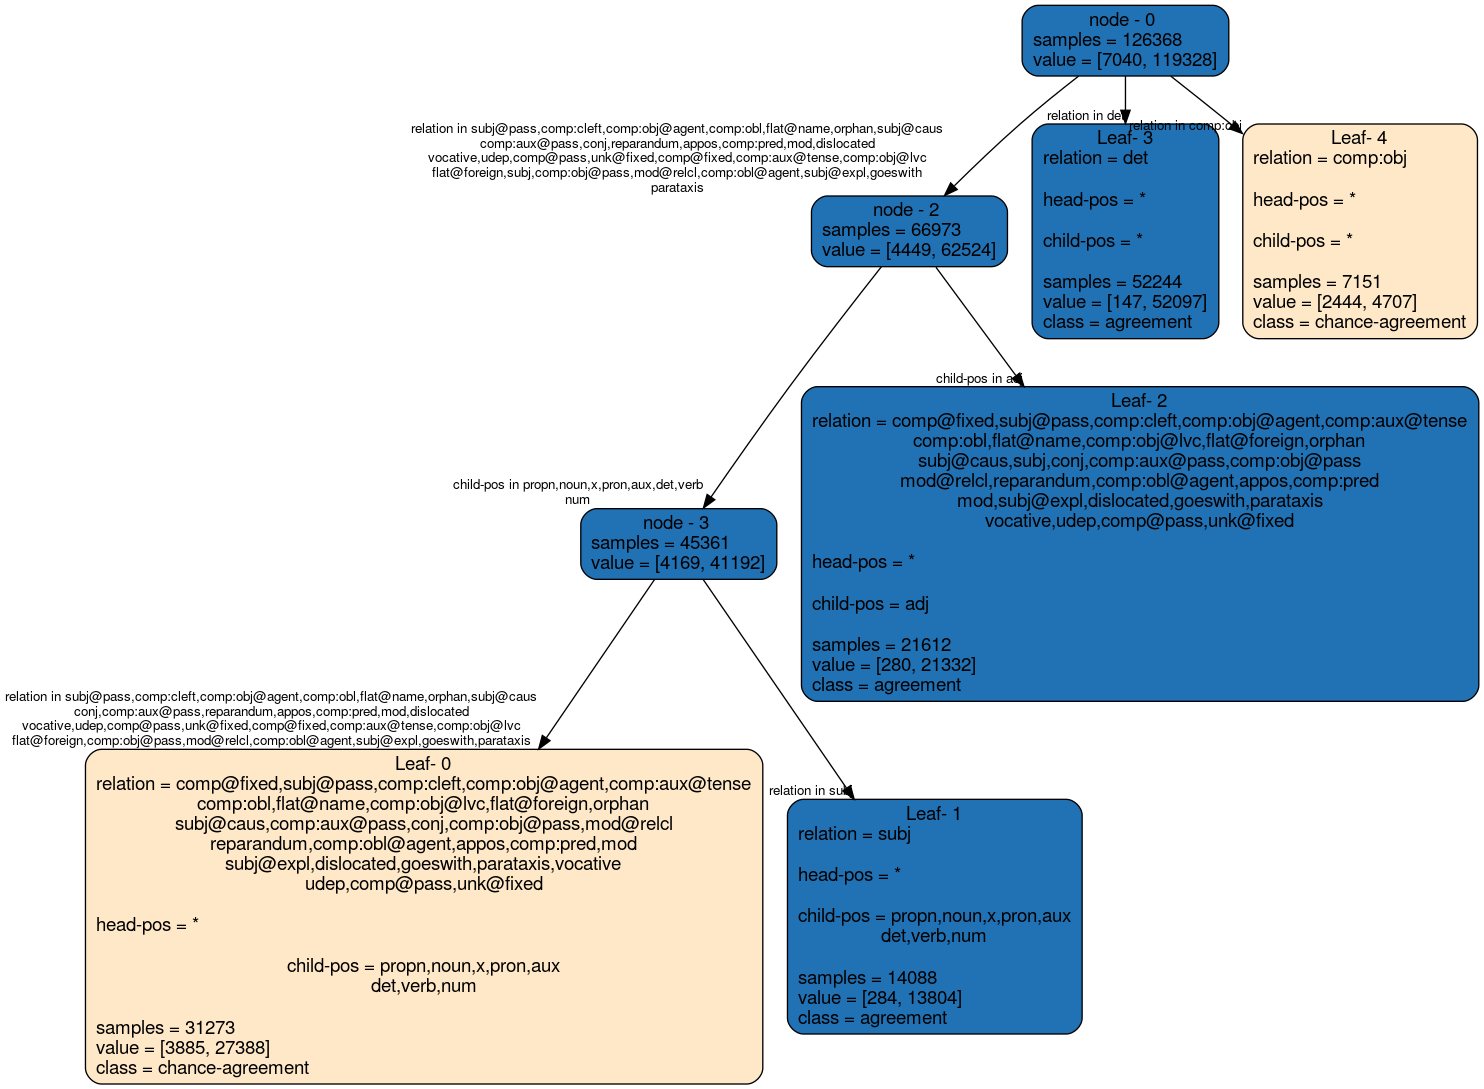 node - 0
samples = 126368
value = [7040, 119328]
relation in subj@pass,comp:cleft,comp:obj@agent,comp:obl,flat@name,orphan,subj@caus
comp:aux@pass,conj,reparandum,appos,comp:pred,mod,dislocated
vocative,udep,comp@pass,unk@fixed,comp@fixed,comp:aux@tense,comp:obj@lvc
flat@foreign,subj,comp:obj@pass,mod@relcl,comp:obl@agent,subj@expl,goeswith
parataxis
relation in det
relation in comp:obj
Leaf- 3
relation = det
head-pos = *
child-pos = *
samples = 52244
value = [147, 52097]
class = agreement
Leaf- 4
relation = comp:obj
head-pos = *
child-pos = *
samples = 7151
value = [2444, 4707]
class = chance-agreement
node - 2
samples = 66973
value = [4449, 62524]
child-pos in propn,noun,x,pron,aux,det,verb
num
child-pos in adj
Leaf- 2
relation = comp@fixed,subj@pass,comp:cleft,comp:obj@agent,comp:aux@tense
comp:obl,flat@name,comp:obj@lvc,flat@foreign,orphan
subj@caus,subj,conj,comp:aux@pass,comp:obj@pass
mod@relcl,reparandum,comp:obl@agent,appos,comp:pred
mod,subj@expl,dislocated,goeswith,parataxis
vocative,udep,comp@pass,unk@fixed
head-pos = *
child-pos = adj
samples = 21612
value = [280, 21332]
class = agreement
node - 3
samples = 45361
value = [4169, 41192]
relation in subj@pass,comp:cleft,comp:obj@agent,comp:obl,flat@name,orphan,subj@caus
conj,comp:aux@pass,reparandum,appos,comp:pred,mod,dislocated
vocative,udep,comp@pass,unk@fixed,comp@fixed,comp:aux@tense,comp:obj@lvc
flat@foreign,comp:obj@pass,mod@relcl,comp:obl@agent,subj@expl,goeswith,parataxis
relation in subj
Leaf- 0
relation = comp@fixed,subj@pass,comp:cleft,comp:obj@agent,comp:aux@tense
comp:obl,flat@name,comp:obj@lvc,flat@foreign,orphan
subj@caus,comp:aux@pass,conj,comp:obj@pass,mod@relcl
reparandum,comp:obl@agent,appos,comp:pred,mod
subj@expl,dislocated,goeswith,parataxis,vocative
udep,comp@pass,unk@fixed
head-pos = *
child-pos = propn,noun,x,pron,aux
det,verb,num
samples = 31273
value = [3885, 27388]
class = chance-agreement
Leaf- 1
relation = subj
head-pos = *
child-pos = propn,noun,x,pron,aux
det,verb,num
samples = 14088
value = [284, 13804]
class = agreement